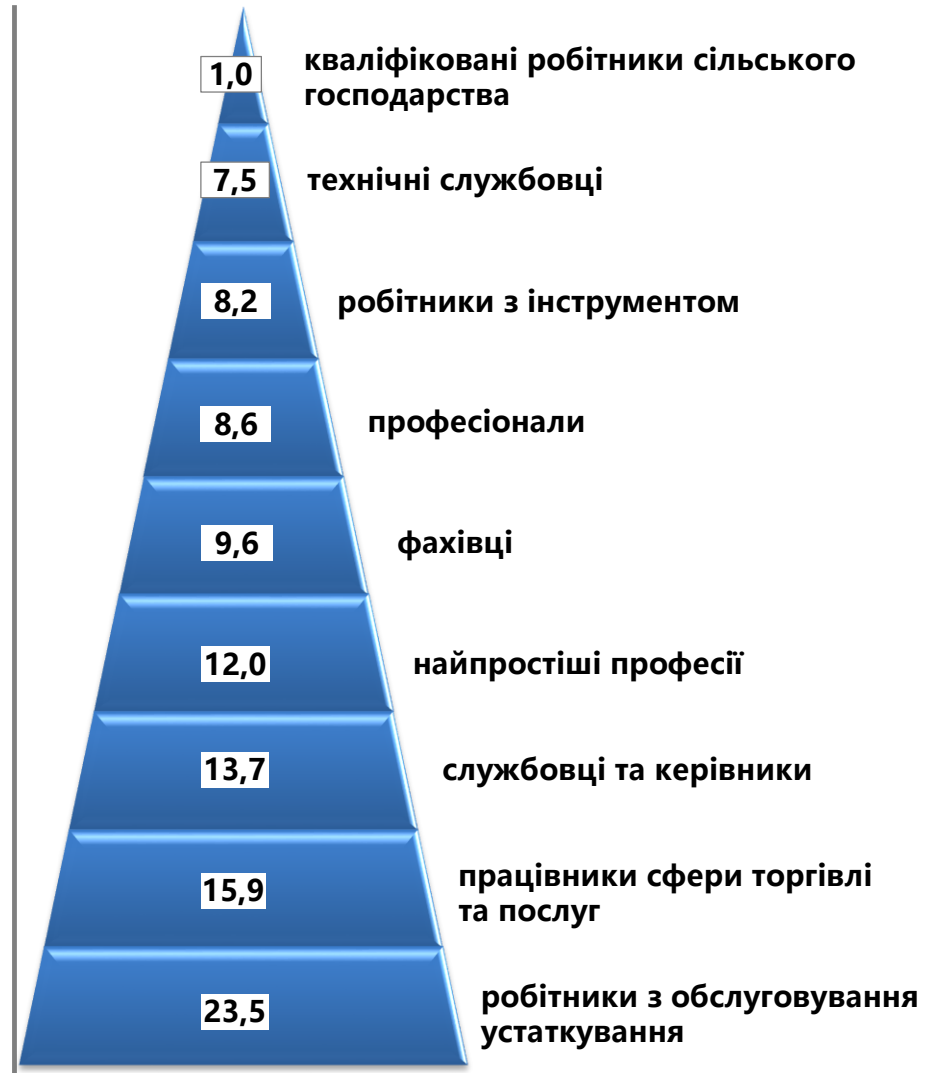 1,0
кваліфіковані робітники сільського
господарства
7,5
технічні службовці
8,2
робітники з інструментом
8,6
професіонали
9,6
фахівці
12,0
найпростіші професії
13,7
службовці та керівники
15,9
працівники сфери торгівлі
та послуг
23,5
робітники з обслуговування
устаткування